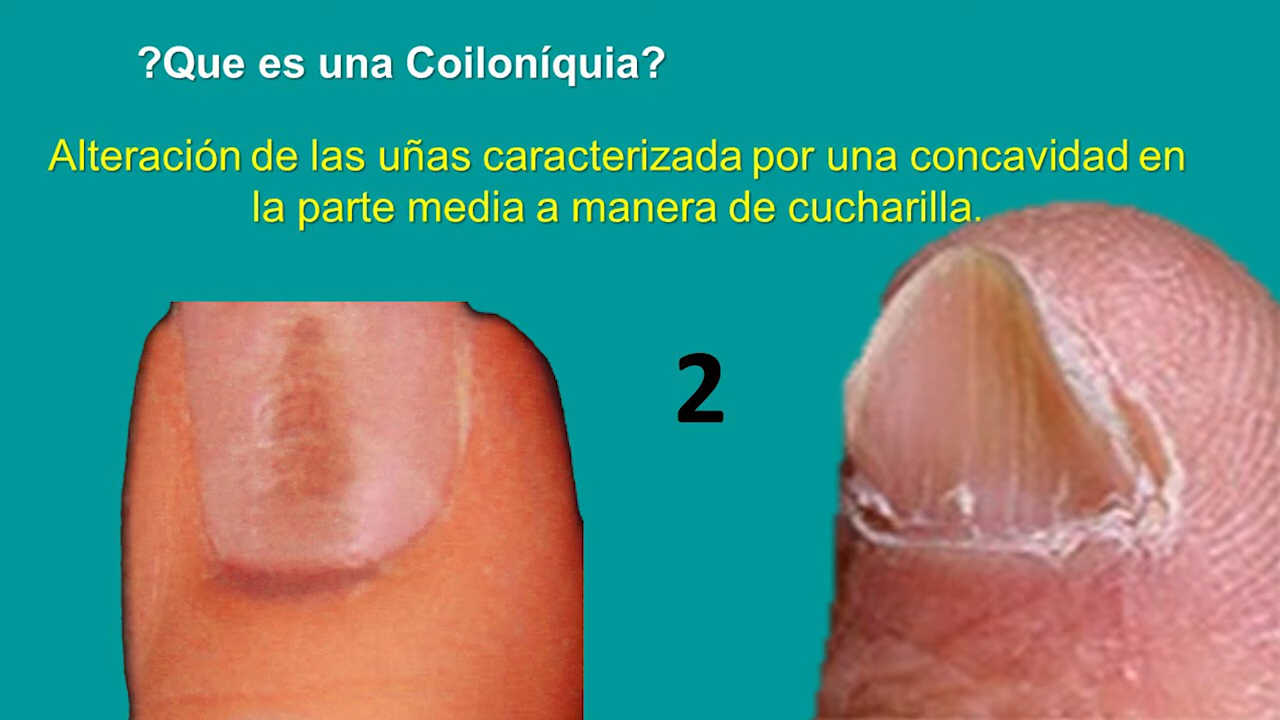 ?Que es una Coiloníquia?
Alteración de las uñas caracterizada por una concavidad en
la parte media a manera de cucharilla.
2